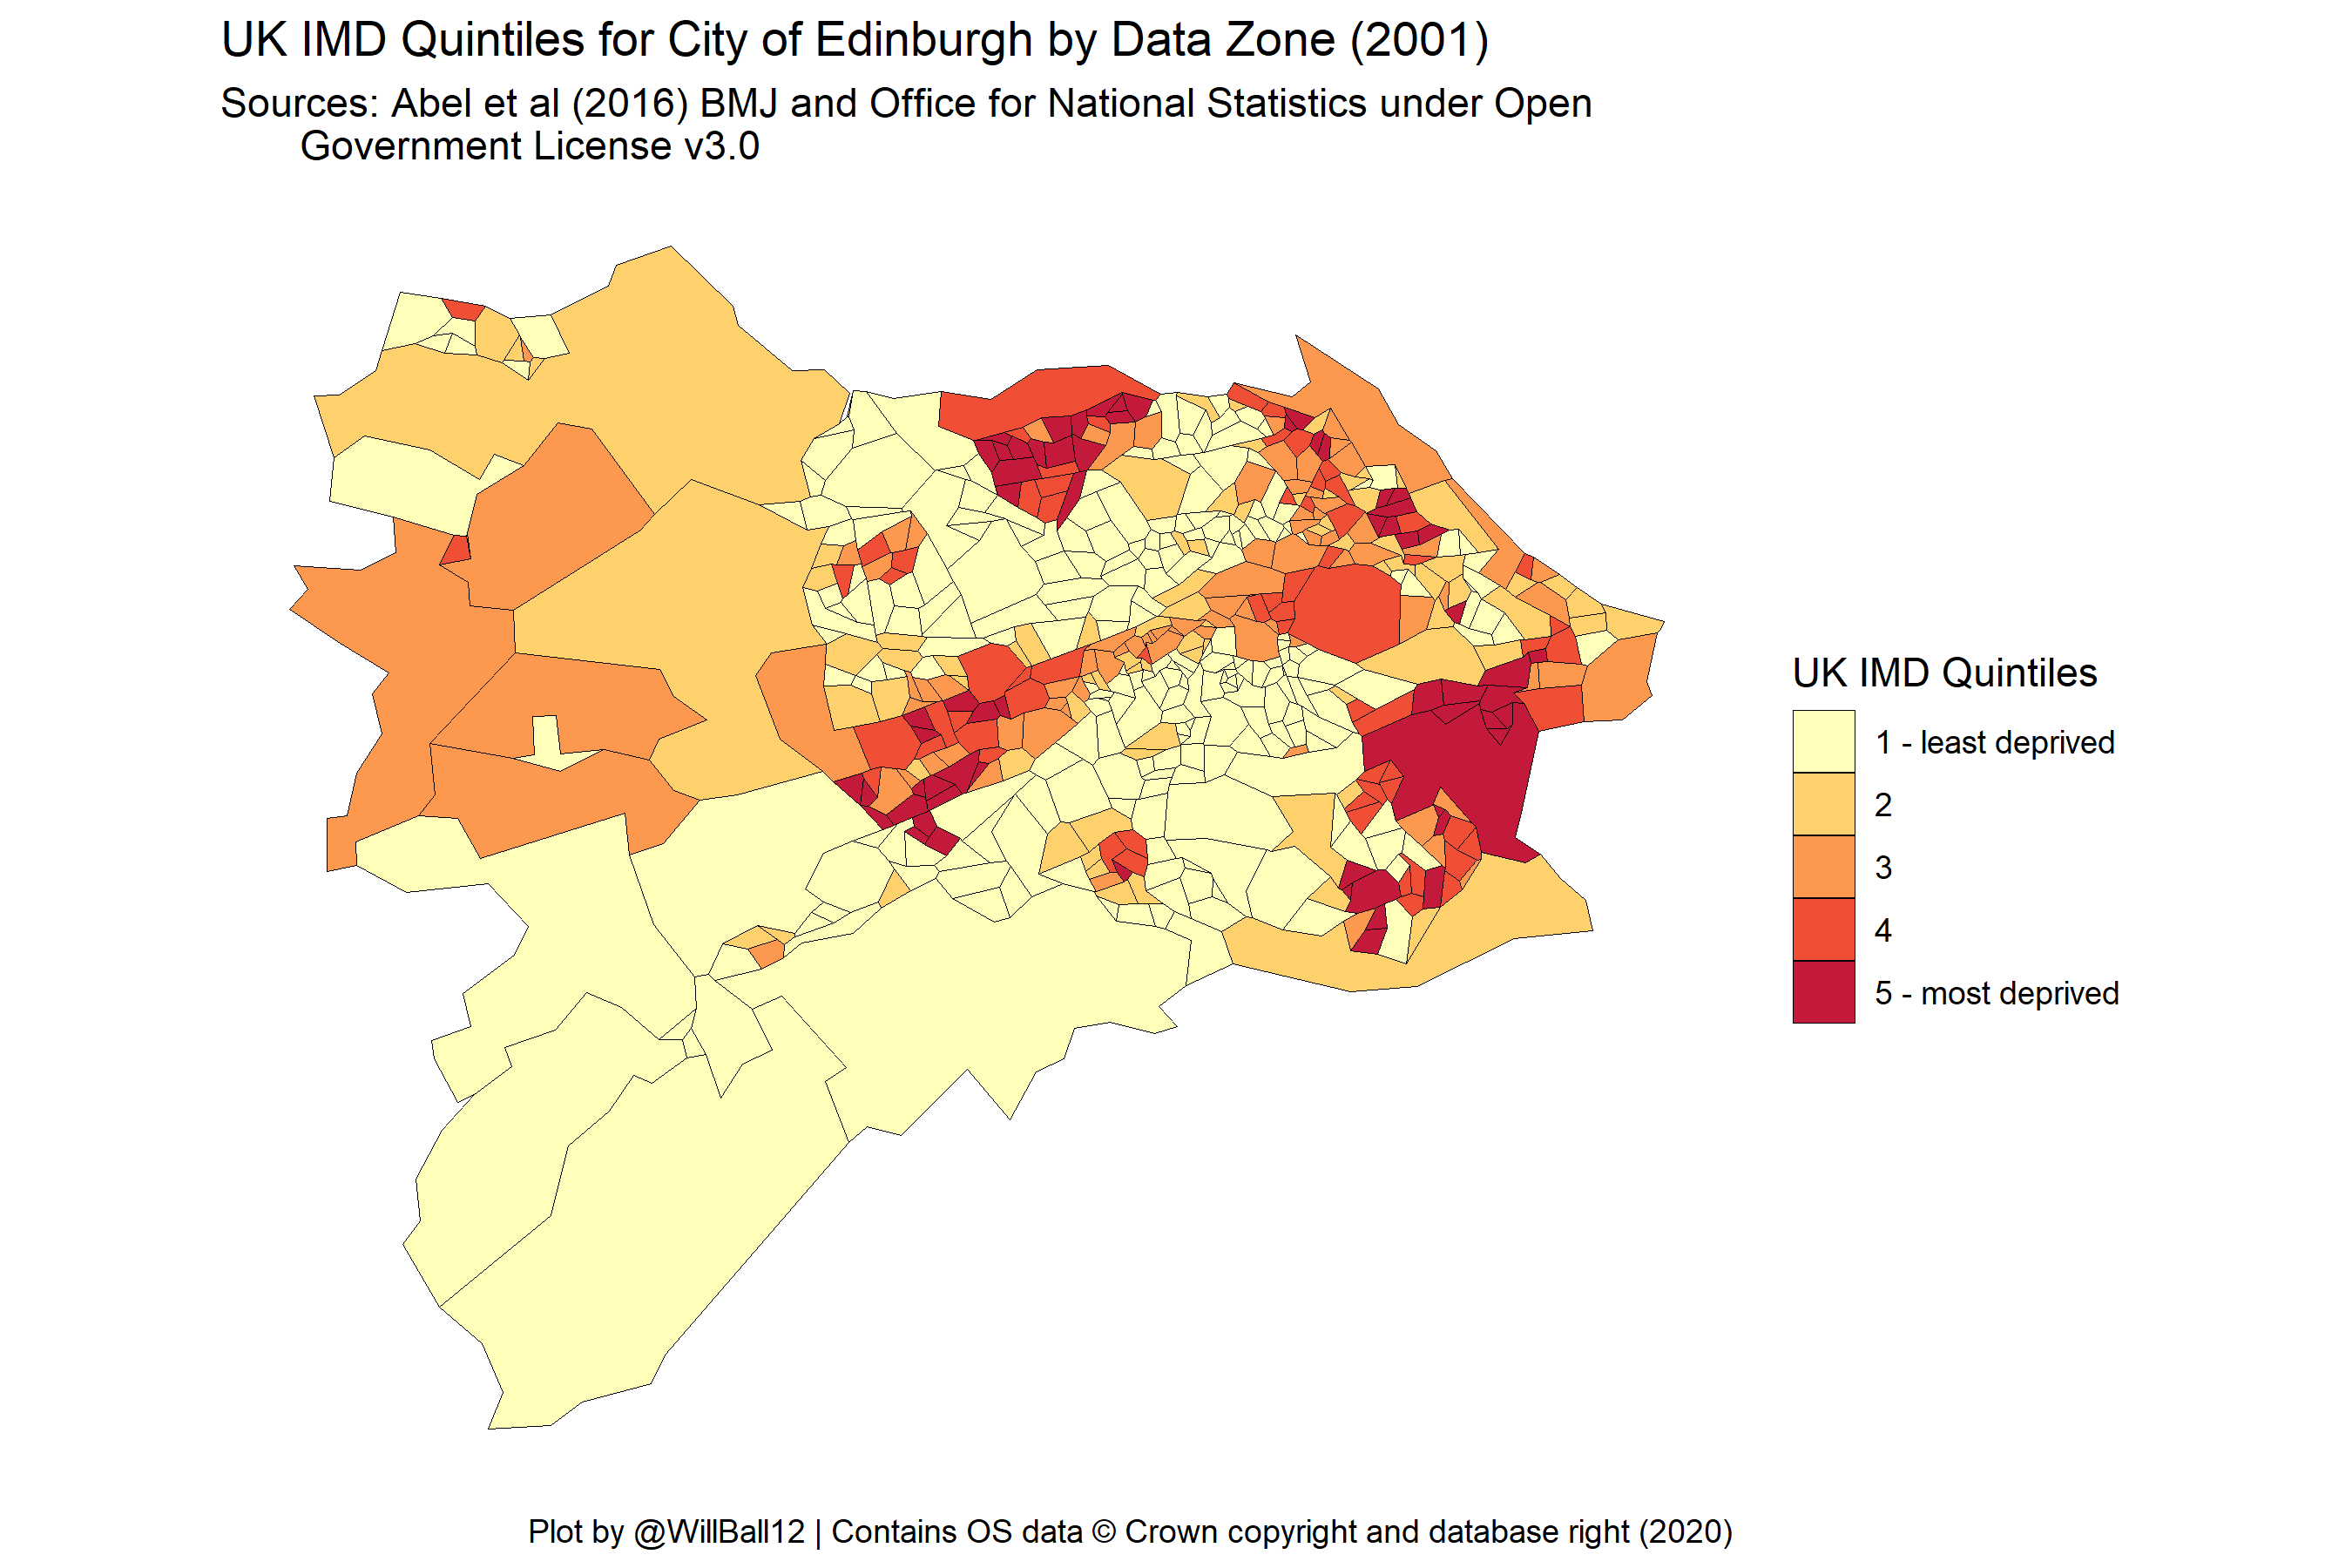 UK IMD Quintiles for City of Edinburgh by Data Zone (2001)
Sources: Abel et al (2016) BMJ and Office for National Statistics under Open
Government License v3.0
UK IMD Quintiles
1 - least deprived
2
3
4
5 - most deprived
Plot by @WillBall12 | Contains OS data © Crown copyright and database right (2020)